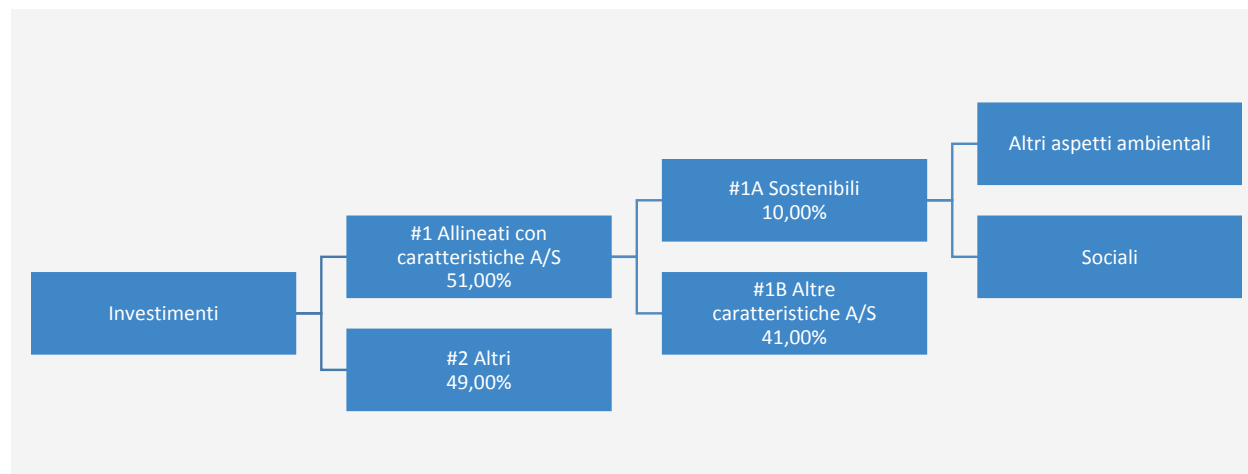 Investimenti
#1 Allineati con
caratteristiche A/S
51,00%
#2 Altri
49,00%
#1A Sostenibili
10,00%
#1B Altre
caratteristiche A/S
41,00%
Altri aspetti ambientali
Sociali